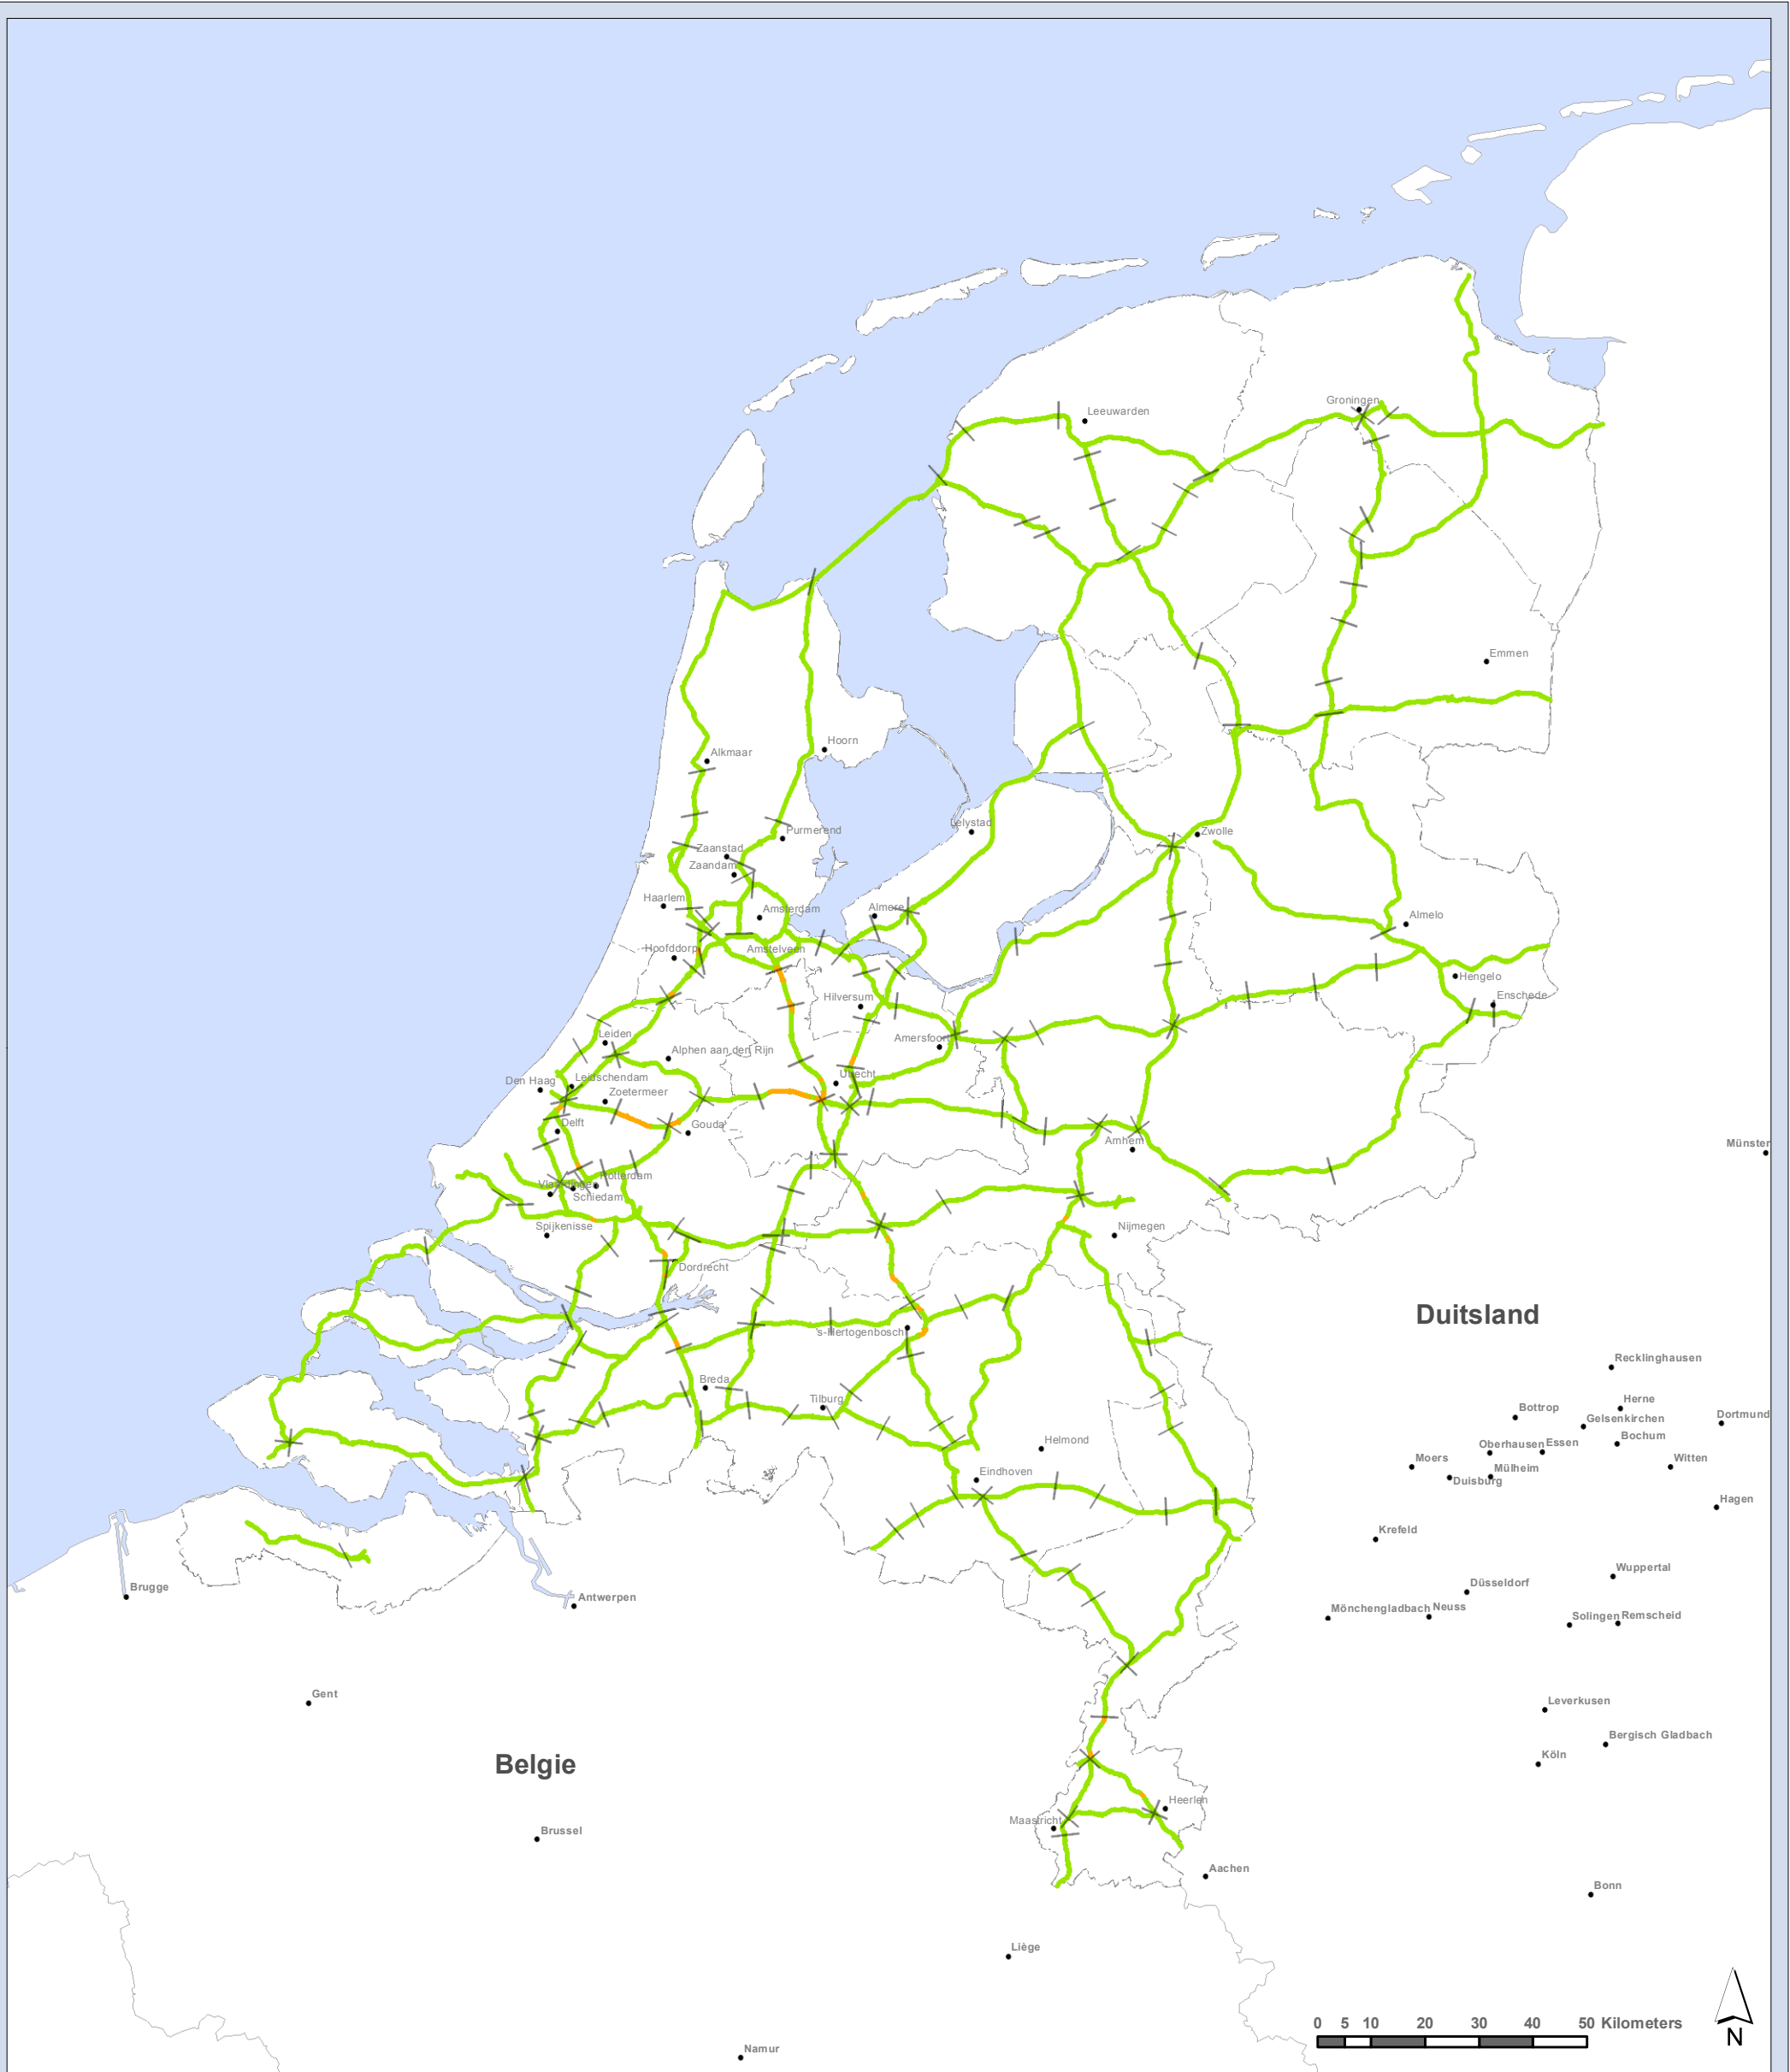 Leeuwarden
Groningen
Emmen
Hoorn
Alkmaar
Purmerend
Lelystad
Zwolle
Zaanstad
Zaandam
Haarlem
Amsterdam
Almere
Almelo
Hoofddorp
Amstelveen
Hengelo
Hilversum
Enschede
Leiden
Amersfoort
Alphen aan den Rijn
Utrecht
Den Haag
Leidschendam
Zoetermeer
Delft
Gouda
Arnhem
Münster
Rotterdam
Schiedam
Spijkenisse
Nijmegen
Dordrecht
Duitsland
's-Hertogenbosch
Recklinghausen
Breda
Tilburg
Herne
Bottrop
Gelsenkirchen
Dortmund
Helmond
Oberhausen
Essen
Bochum
Moers
Mülheim
Witten
Eindhoven
Duisburg
Hagen
Krefeld
Brugge
Antwerpen
Wuppertal
Düsseldorf
Mönchengladbach
Neuss
Solingen
Remscheid
Gent
Leverkusen
Bergisch Gladbach
Belgie
Köln
Heerlen
Maastricht
Brussel
Aachen
Bonn
Liège
0 5 10 20 30 40 50 Kilometers
N
Namur